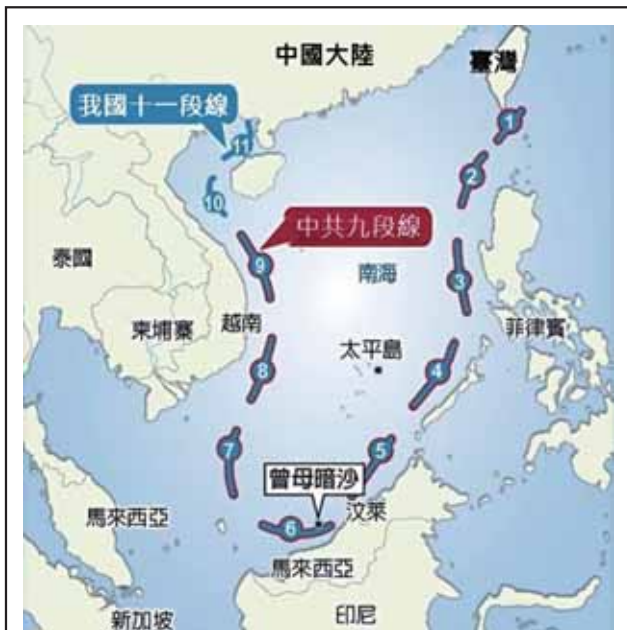 中國大陸
臺灣
我國十一段線
11
1
10
2
中共九段線
9
泰國
南海
3
柬埔寨
越南
太平島
菲律賓
8
4
7
5
曾母暗沙
馬來西亞
汶萊
6
馬來西亞
新加坡
印尼